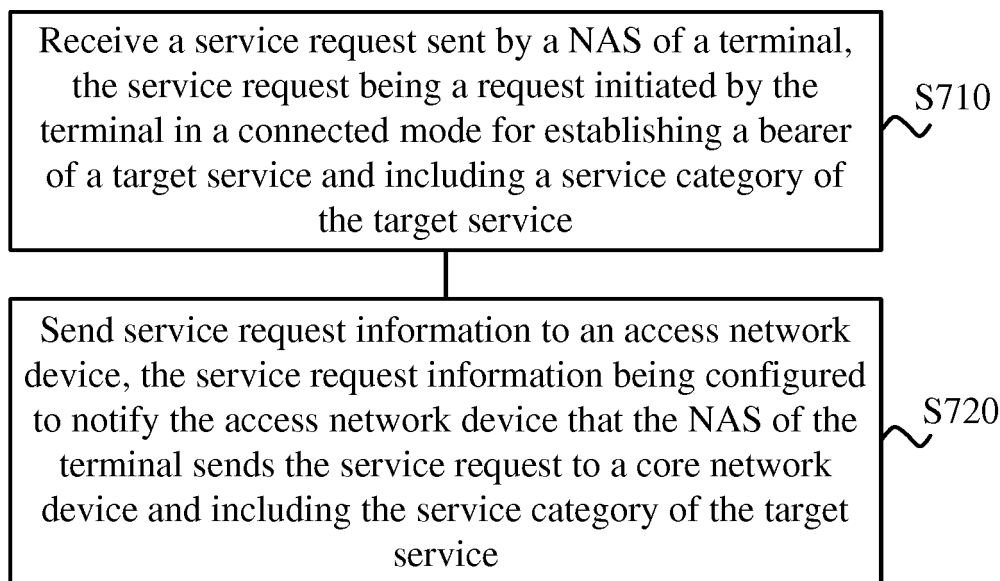 Receive a service request sent by a NAS of a terminal,
the service request being a request initiated by the
terminal in a connected mode for establishing a bearer
of a target service and including a service category of
the target service
S710
Send service request information to an access network
device, the service request information being configured
to notify the access network device that the NAS of the
terminal sends the service request to a core network
device and including the service category of the target
service
S720